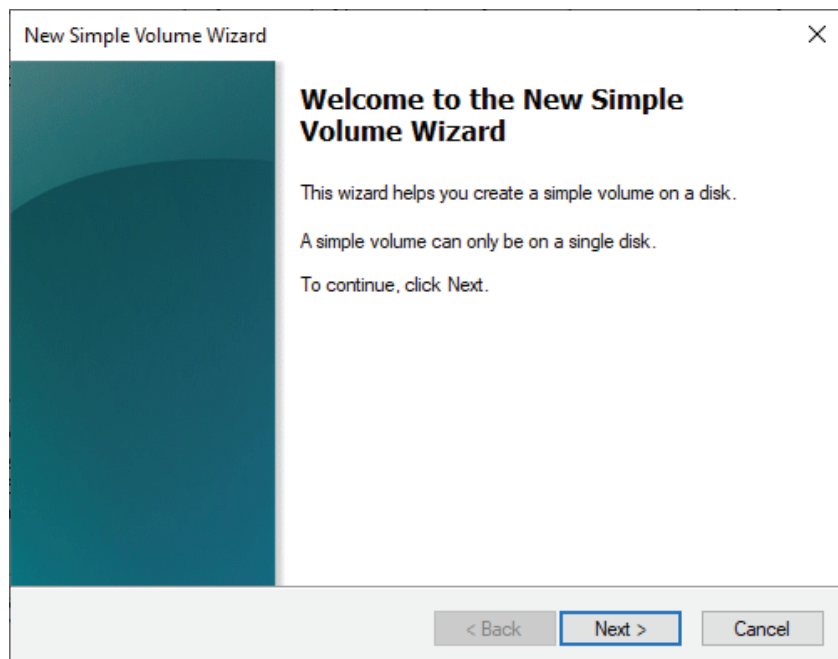 New Simple Volume Wizard
Welcome to the New Simple
Volume Wizard
This wizard helps you create a simple volume on a disk.
A simple volume can only be on a single disk.
To continue, click Next.
< Back
Next >
Cancel